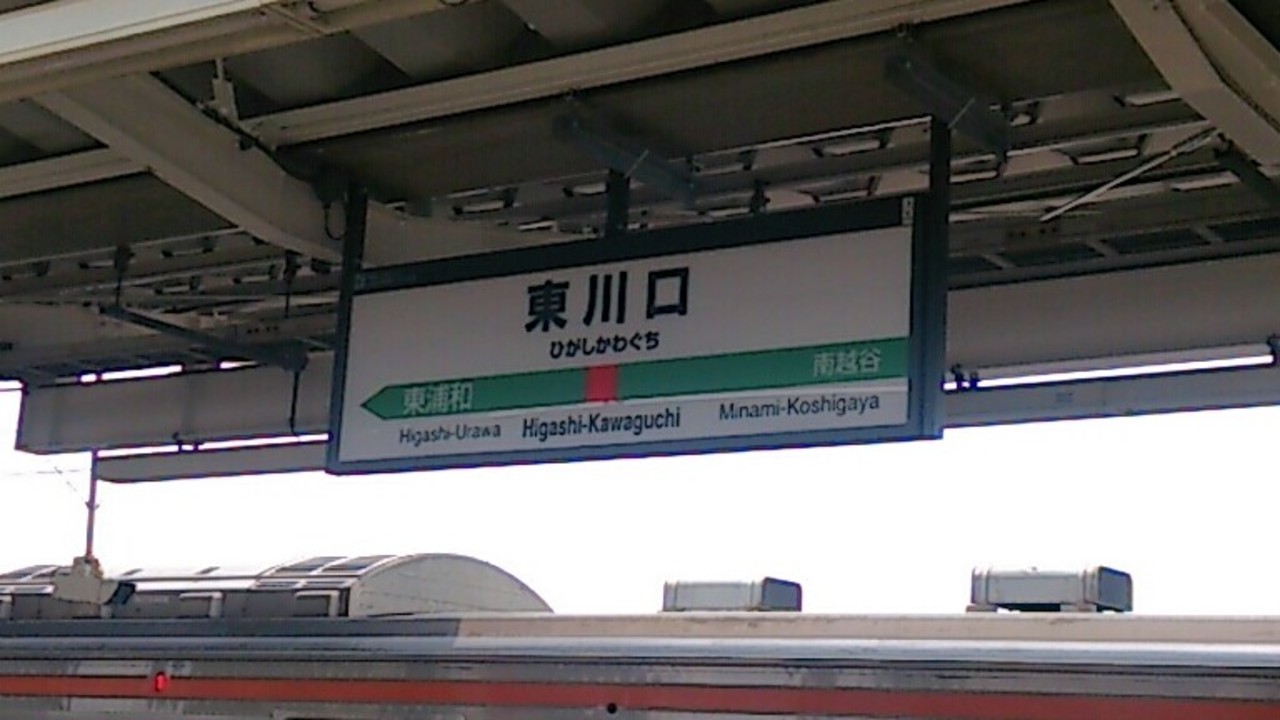 東川口
ひがしかわぐち
東浦和 南越谷
Higashi-Urawa Higashi-Kawaguchi Minami-Koshigaya